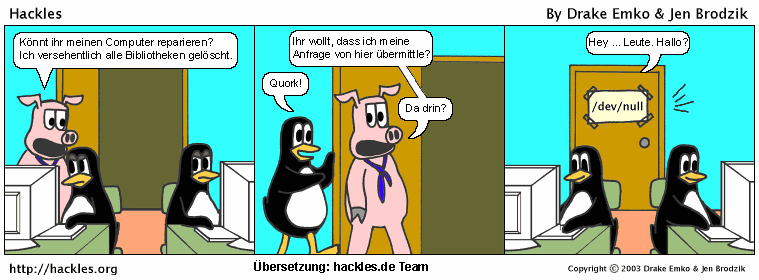 Hackles
By Drake Emko & Jen Brodzik
Könnt ihr meinen Computer reparieren?
Ich versehentlich alle Bibliotheken gelöscht.
Ihr wollt, dass ich meine
Anfrage von hier übermittle?
Quork!
Da drin?
Hey ... Leute. Hallo?
/dev/null
http://hackles.org
Übersetzung: hackles.de Team
Copyright © 2003 Drake Emko & Jen Brodzik